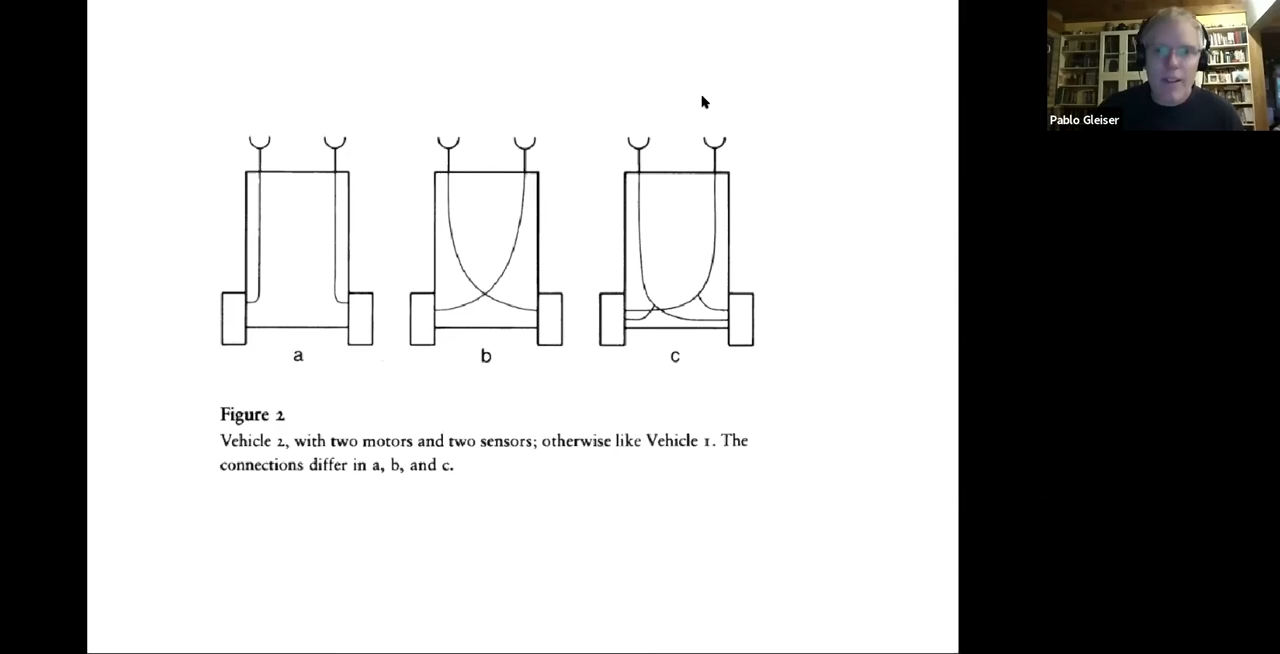 Pablo Gleiser
a b c
Figure 2
Vehicle 2, with two motors and two sensors; otherwise like Vehicle 1. The
connections differ in a, b, and c.